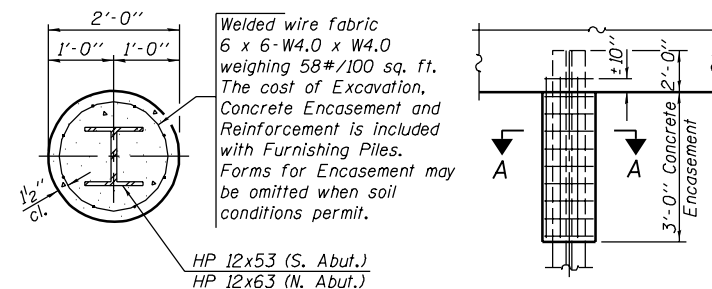 2'-0"
1'-0" 1'-0"
Welded wire fabric
6 x 6-W4.0 x W4.0
weighing 58#/100 sq. ft.
The cost of Excavation,
Concrete Encasement and
Reinforcement is included
with Furnishing Piles.
Forms for Encasement may
be omitted when soil
conditions permit.
1½"
cl.
HP 12x53 (S. Abut.)
HP 12x63 (N. Abut.)
±10"
2'-0"
A A
3'-0" Concrete
Encasement